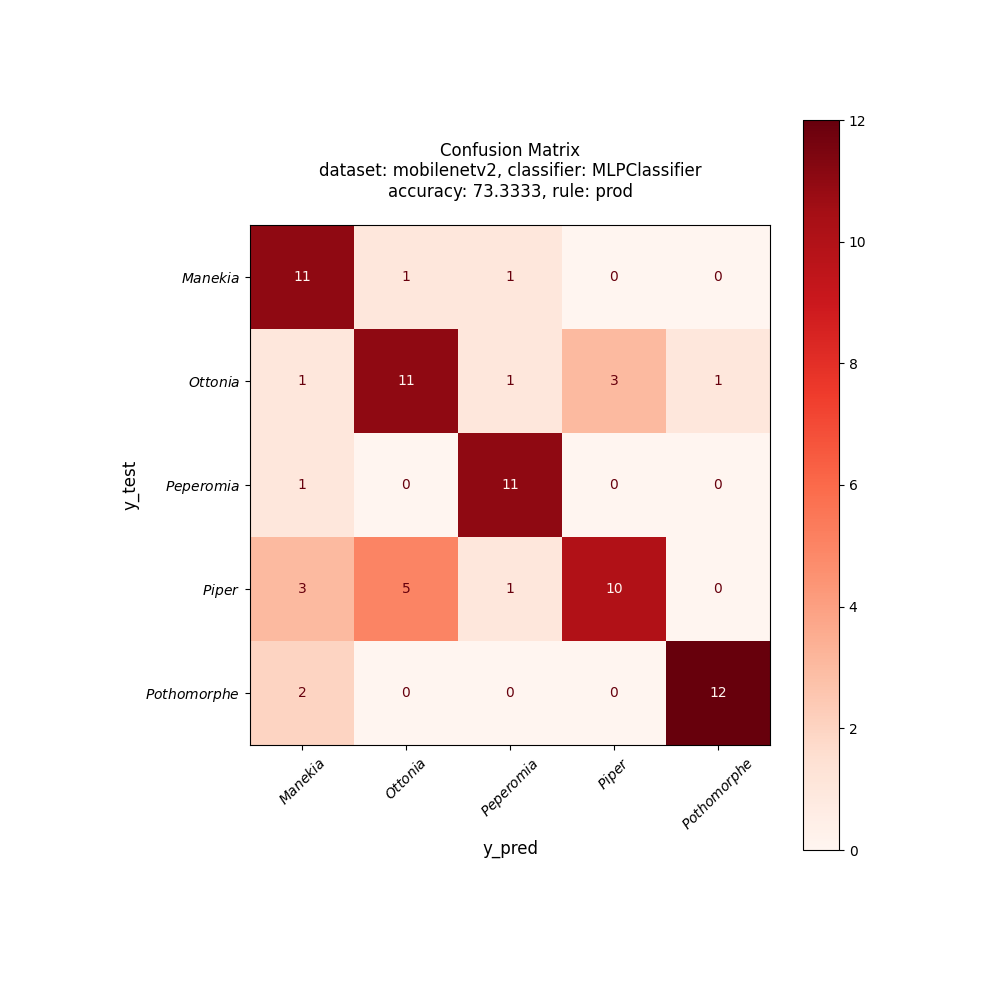 Confusion Matrix
dataset: mobilenetv2, classifier: MLPClassifier
accuracy: 73.3333, rule: prod
y_test
Manekia 11 1 1 0 0
Ottonia 1 11 1 3 1
Peperomia 1 0 11 0 0
Piper 3 5 1 10 0
Pothomorphe 2 0 0 0 12
Manekia Ottonia Peperomia Piper Pothomorphe
y_pred
12
10
8
6
4
2
0